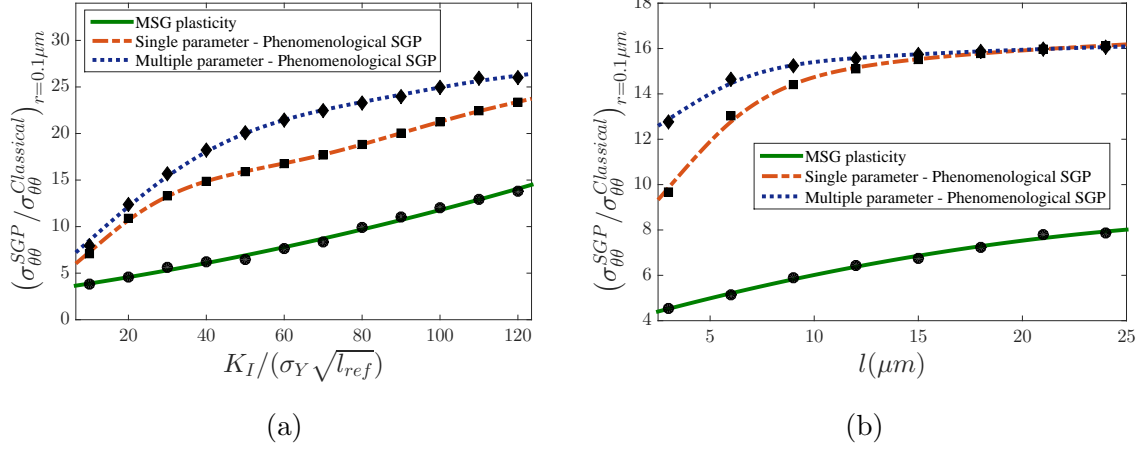 MSG plasticity
Single parameter - Phenomenological SGP
Multiple parameter - Phenomenological SGP
30
25
20
15
10
5
0
20 40 60 80 100 120
(σ_θθ^SGP / σ_θθ^Classical)_r=0.1μm
K_I/(σ_Y√l_ref)
(a)
MSG plasticity
Single parameter - Phenomenological SGP
Multiple parameter - Phenomenological SGP
18
16
14
12
10
8
6
4
5 10 15 20 25
(σ_θθ^SGP / σ_θθ^Classical)_r=0.1μm
l(μm)
(b)